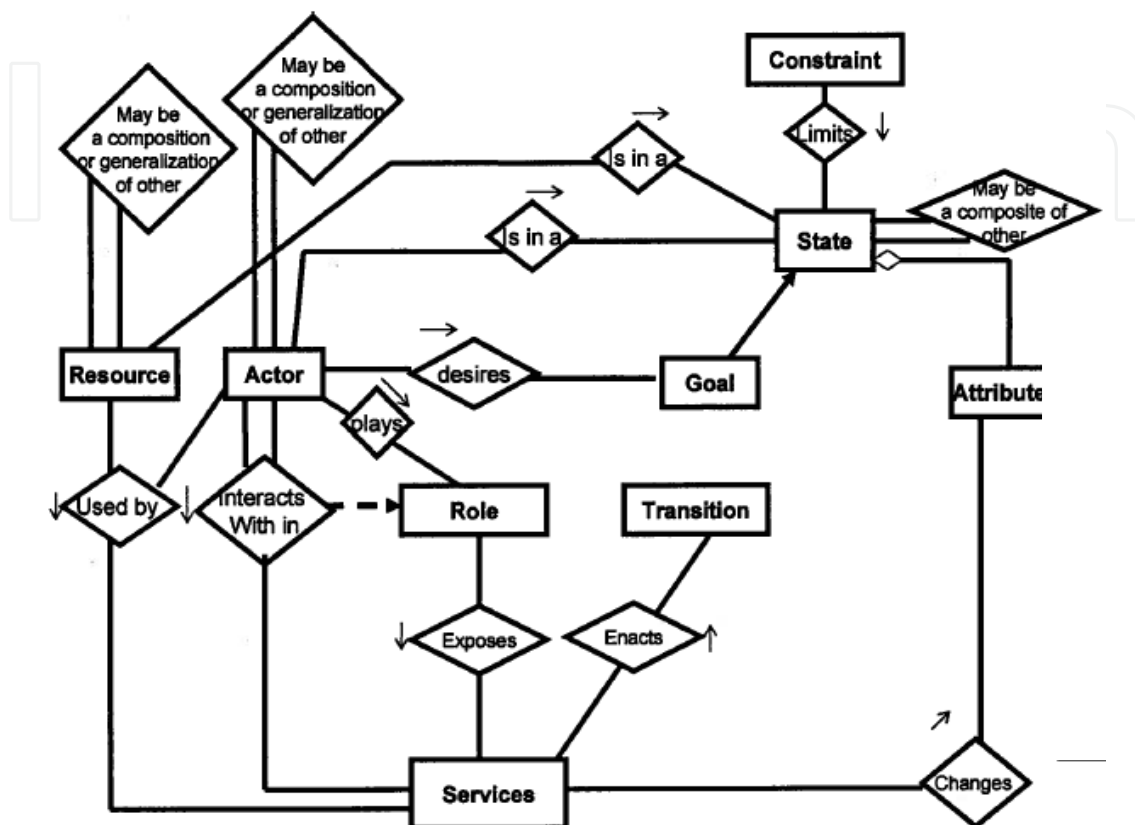 May be
a composition
or generalization
of other
May be
a composition
or generalization
of other
Constraint
Limits
Is in a
Is in a
May be
a composite of
other
State
Resource
Actor
desires
Goal
Attribute
plays
Used by
Interacts
With in
Role
Transition
Exposes
Enacts
Services
Changes